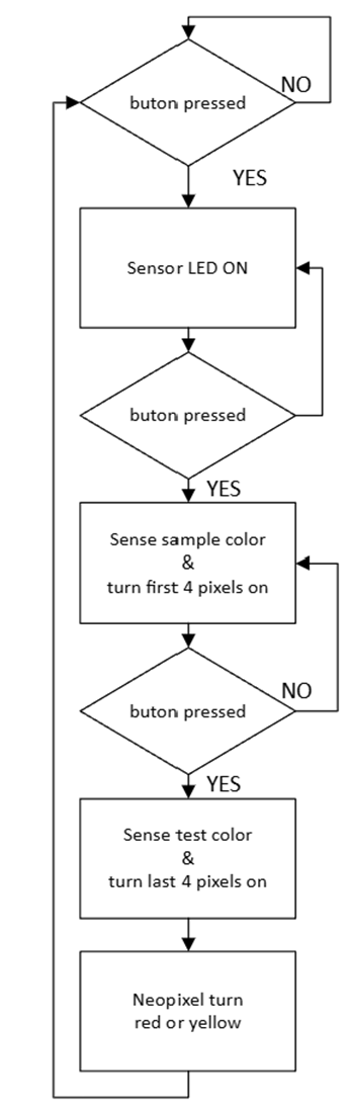 buton pressed
NO
YES
Sensor LED ON
buton pressed
YES
Sense sample color
&
turn first 4 pixels on
buton pressed
NO
YES
Sense test color
&
turn last 4 pixels on
Neopixel turn
red or yellow